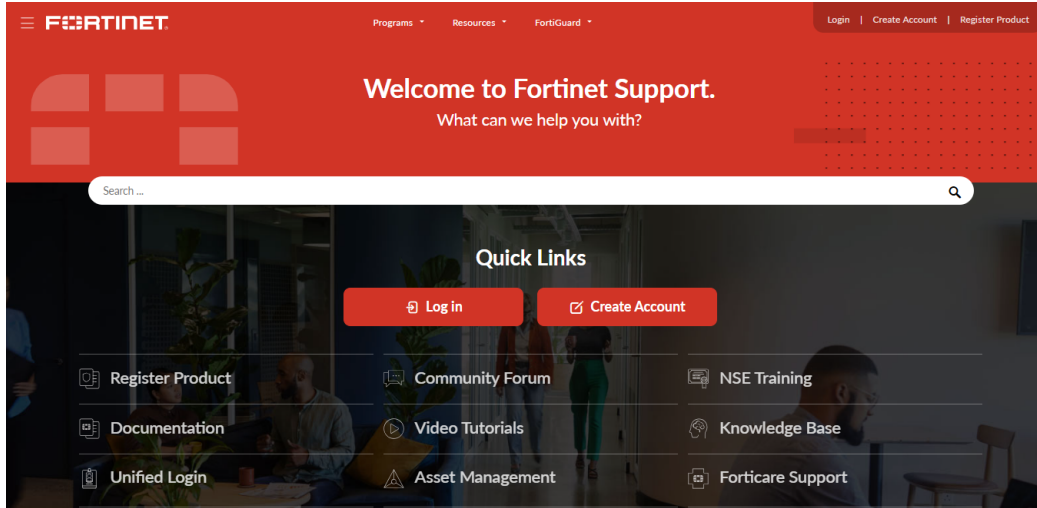 FORTINET
Programs Resources FortiGuard
Login | Create Account | Register Product
Welcome to Fortinet Support.
What can we help you with?
Search ...
Quick Links
Log in Create Account
Register Product Community Forum NSE Training
Documentation Video Tutorials Knowledge Base
Unified Login Asset Management Forticare Support